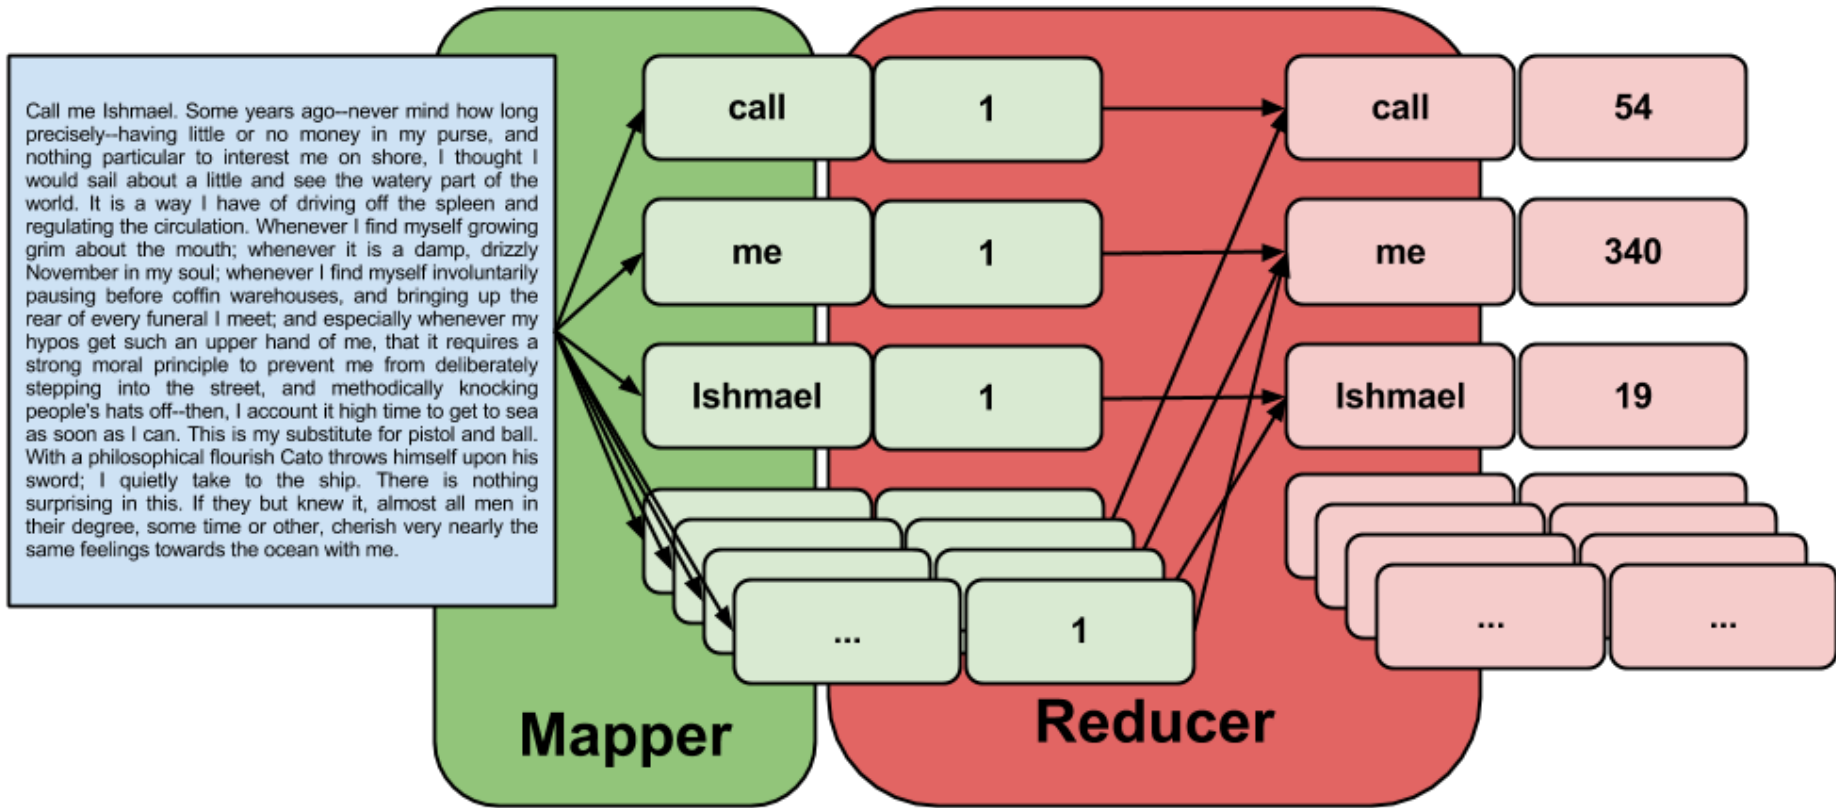 Call me Ishmael. Some years ago--never mind how long
precisely--having little or no money in my purse, and
nothing particular to interest me on shore, I thought I
would sail about a little and see the watery part of the
world. It is a way I have of driving off the spleen and
regulating the circulation. Whenever I find myself growing
grim about the mouth; whenever it is a damp, drizzly
November in my soul; whenever I find myself involuntarily
pausing before coffin warehouses, and bringing up the
rear of every funeral I meet; and especially whenever my
hypos get such an upper hand of me, that it requires a
strong moral principle to prevent me from deliberately
stepping into the street, and methodically knocking
people's hats off--then, I account it high time to get to sea
as soon as I can. This is my substitute for pistol and ball.
With a philosophical flourish Cato throws himself upon his
sword; I quietly take to the ship. There is nothing
surprising in this. If they but knew it, almost all men in
their degree, some time or other, cherish very nearly the
same feelings towards the ocean with me.
call 1
me 1
Ishmael 1
... 1
Mapper
call 54
me 340
Ishmael 19
... ...
Reducer